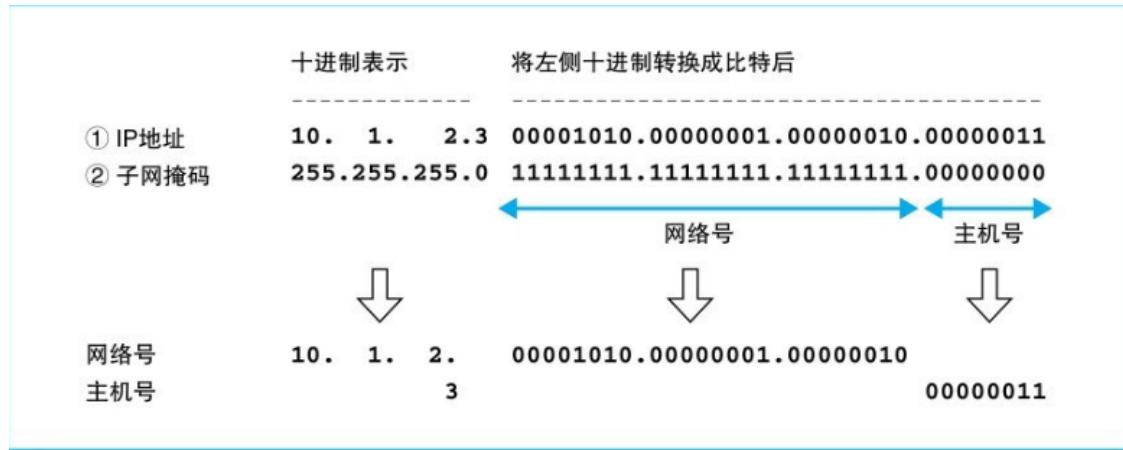 十进制表示 将左侧十进制转换成比特后
------------- --------------------------------------
① IP地址 10. 1. 2.3 00001010.00000001.00000010.00000011
② 子网掩码 255.255.255.0 11111111.11111111.11111111.00000000
网络号 主机号
网络号 10. 1. 2. 00001010.00000001.00000010
主机号 3 00000011